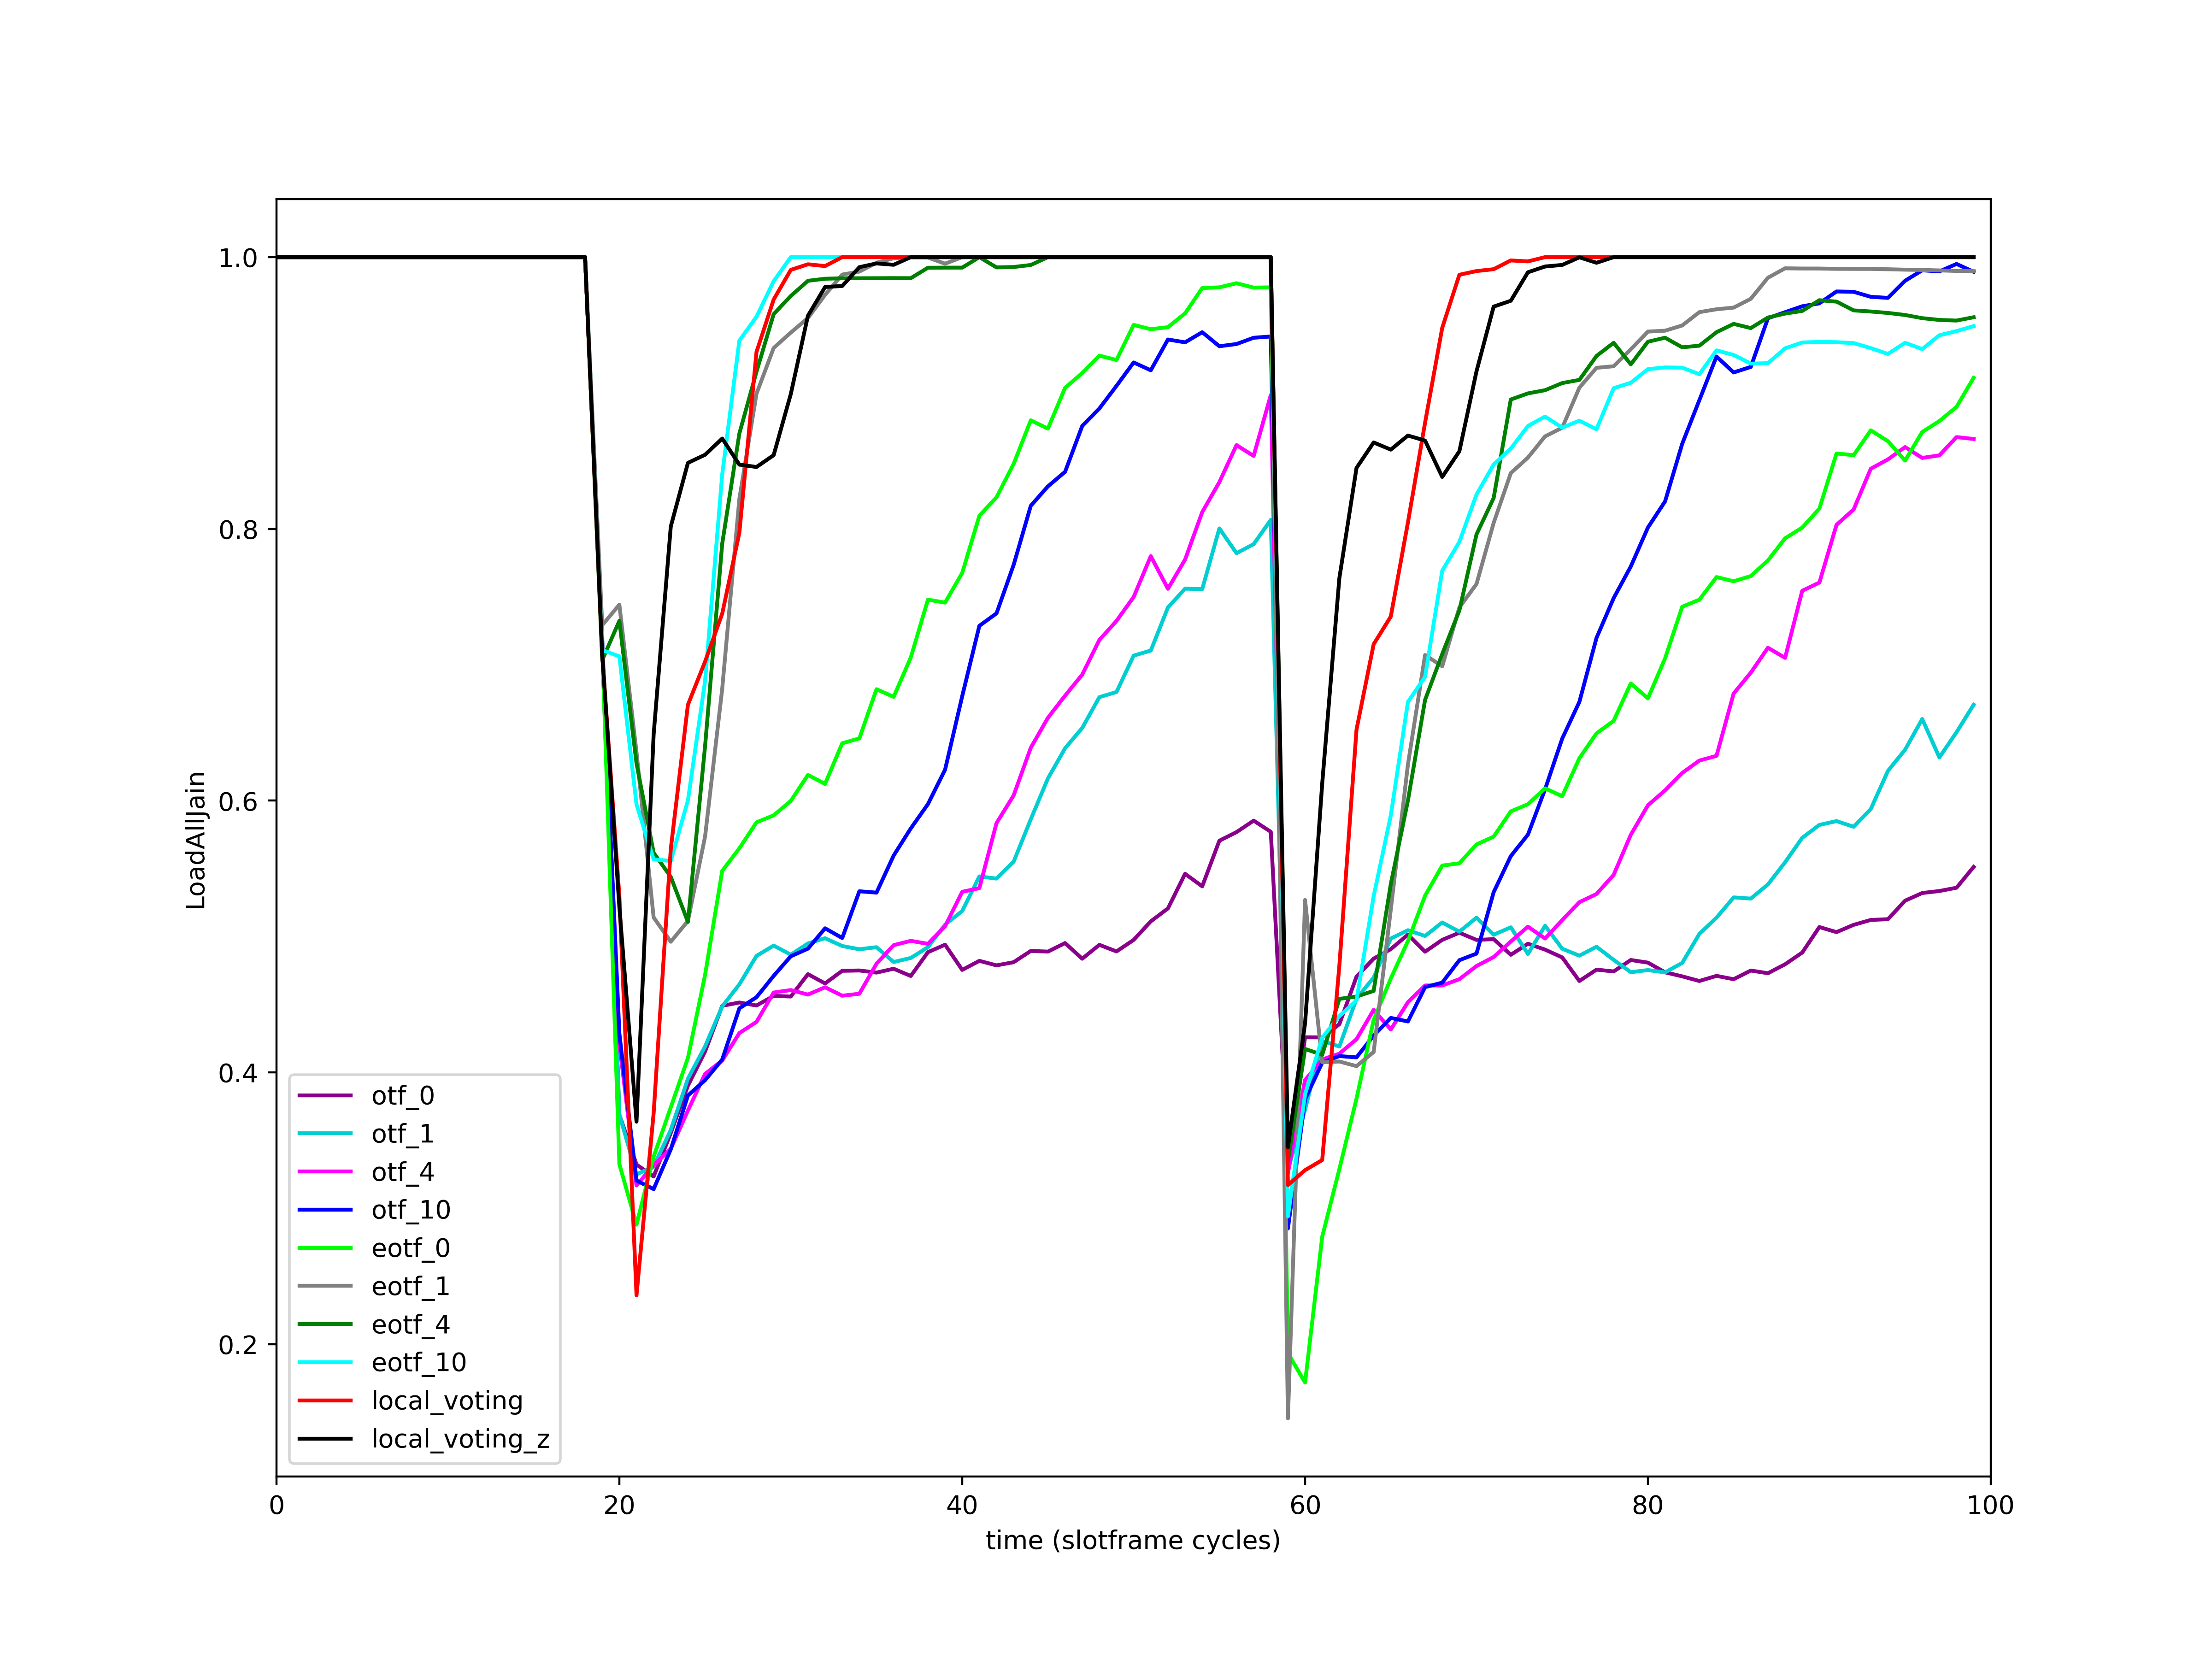 1.0
0.8
0.6
0.4
0.2
LoadAllJain
otf_0
otf_1
otf_4
otf_10
eotf_0
eotf_1
eotf_4
eotf_10
local_voting
local_voting_z
0 20 40 60 80 100
time (slotframe cycles)